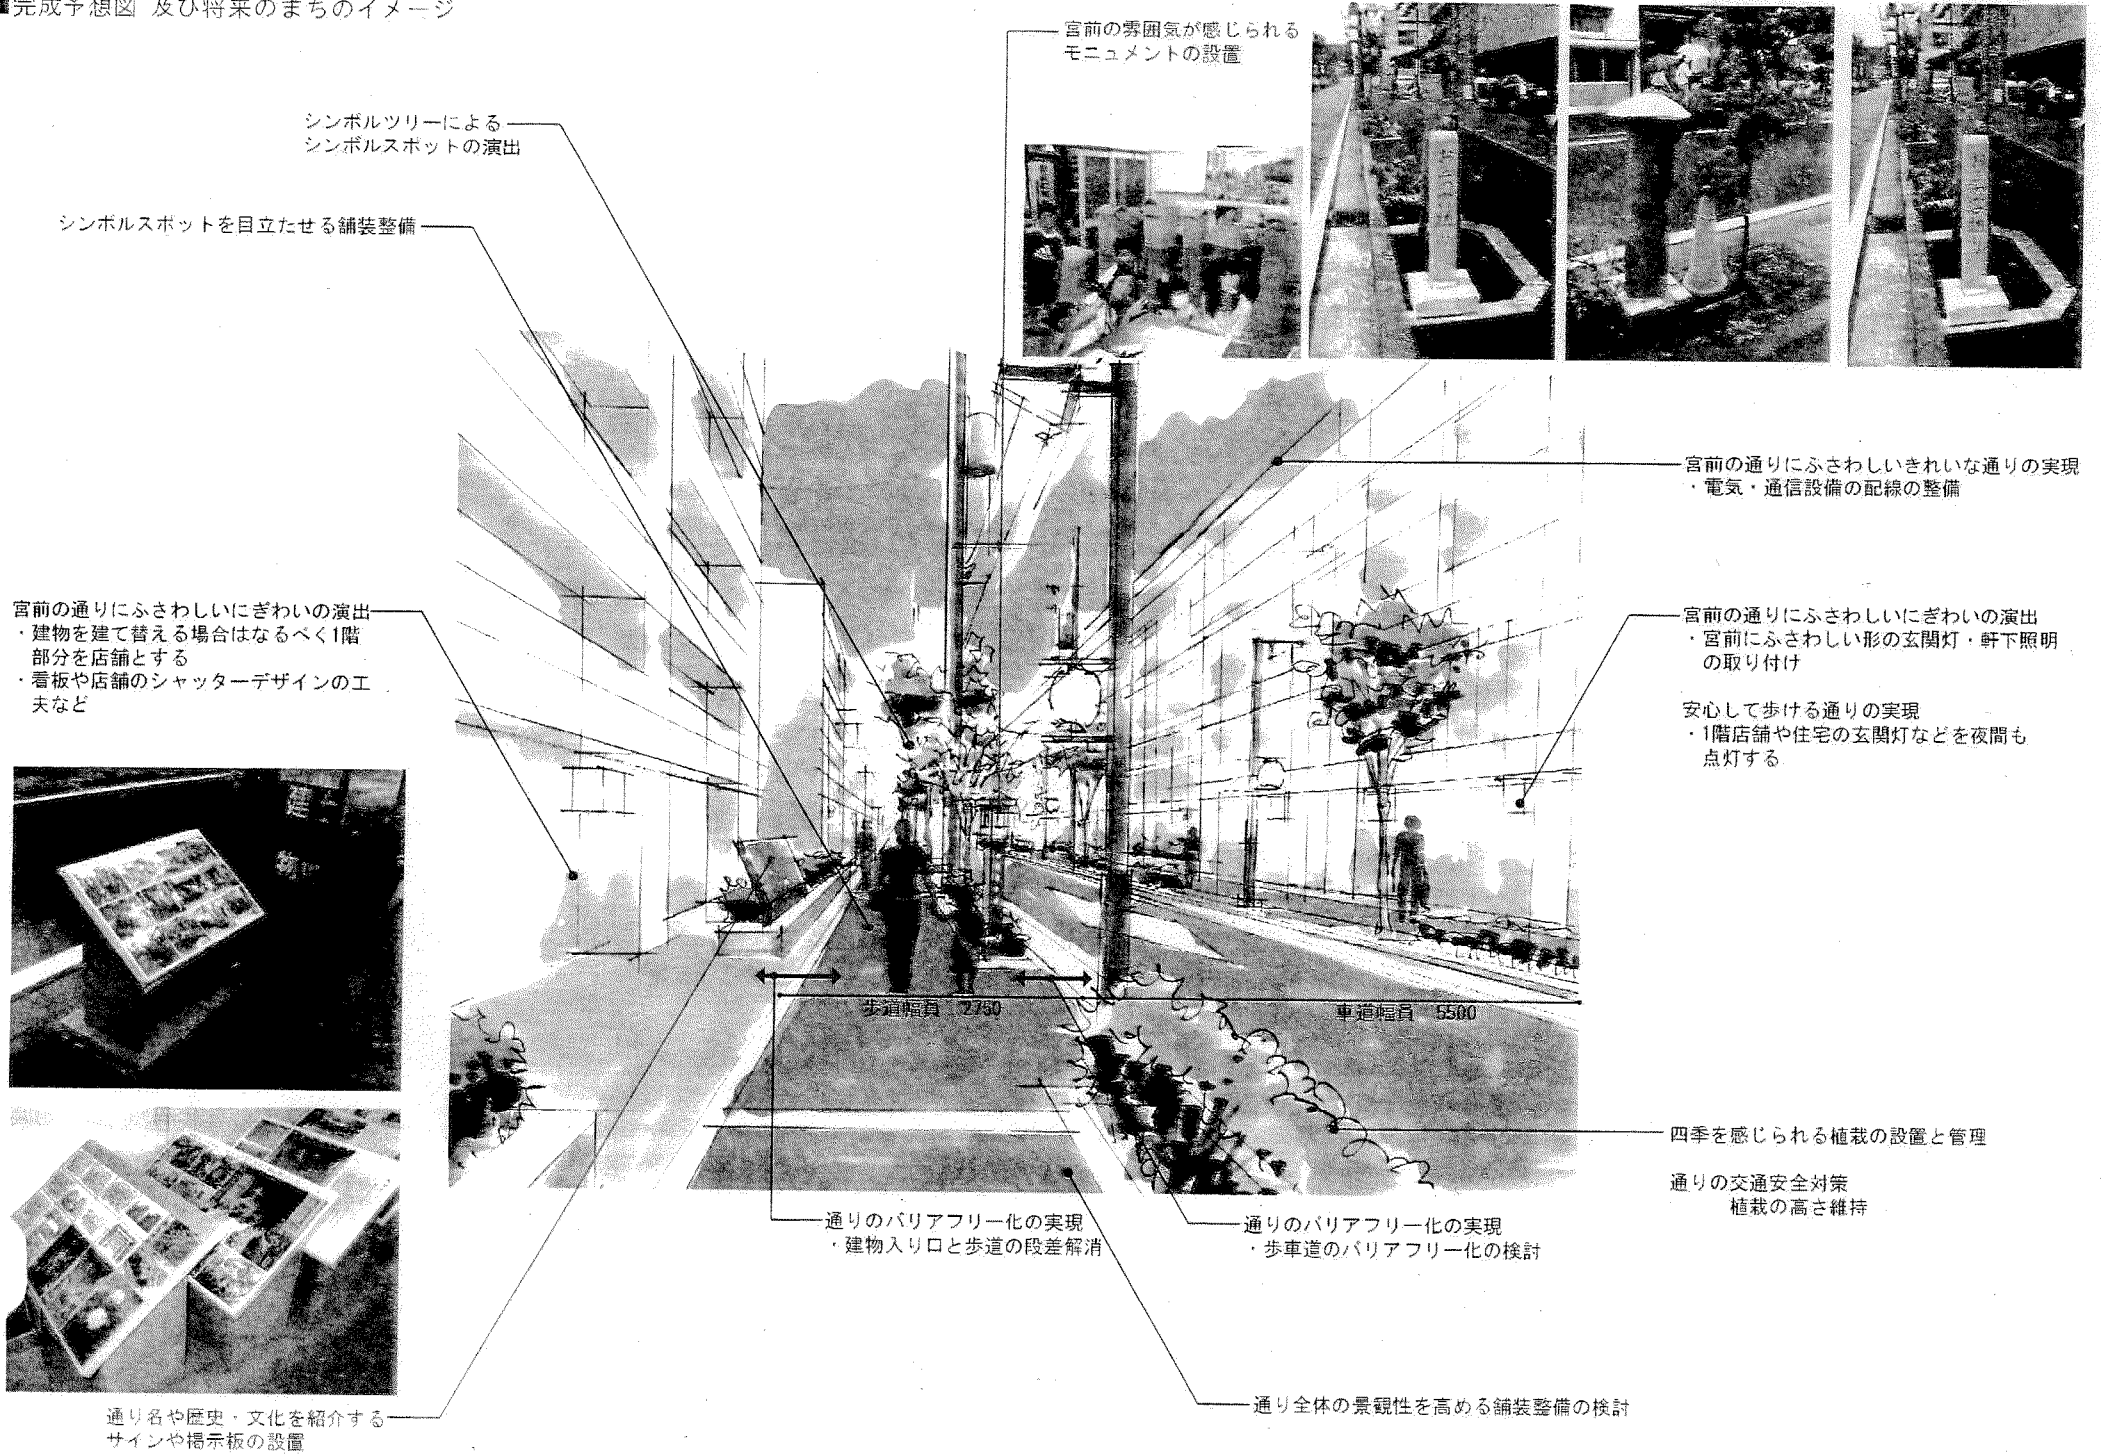 ■完成予想図 及び将来のまちのイメージ
宮前の雰囲気が感じられる
モニュメントの設置
シンボルツリーによる
シンボルスポットの演出
シンボルスポットを目立たせる舗装整備
宮前の通りにふさわしいきれいな通りの実現
・電気・通信設備の配線の整備
宮前の通りにふさわしいにぎわいの演出
・建物を建て替える場合はなるべく1階
部分を店舗とする
・看板や店舗のシャッターデザインの工
夫など
宮前の通りにふさわしいにぎわいの演出
・宮前にふさわしい形の玄関灯・軒下照明
の取り付け
安心して歩ける通りの実現
・1階店舗や住宅の玄関灯などを夜間も
点灯する
歩道幅員 2750
車道幅員 5500
四季を感じられる植栽の設置と管理
通りの交通安全対策
植栽の高さ維持
通りのバリアフリー化の実現
・建物入り口と歩道の段差解消
通りのバリアフリー化の実現
・歩車道のバリアフリー化の検討
通り全体の景観性を高める舗装整備の検討
通り名や歴史・文化を紹介する
サインや掲示板の設置